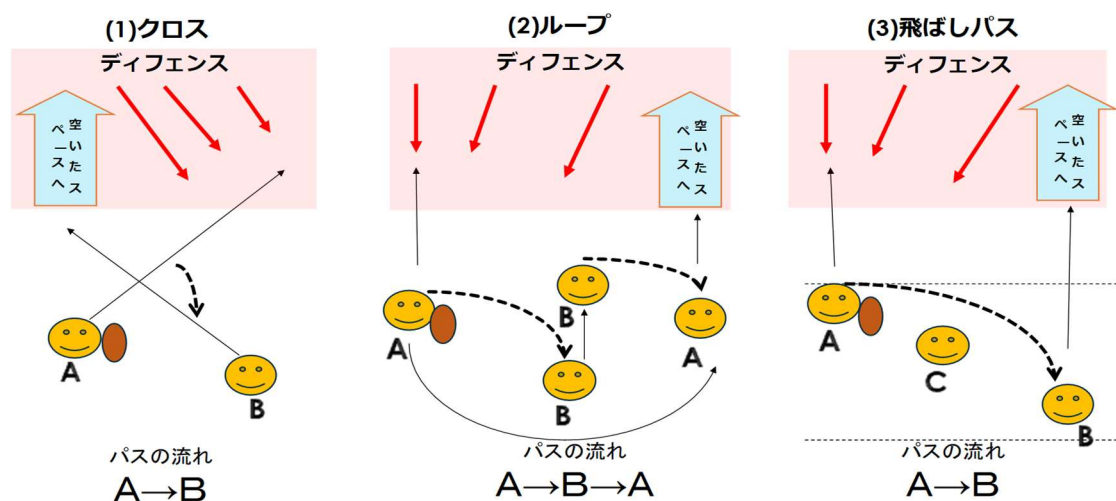 (1)クロス
ディフェンス
空いたス
ペースへ
A
B
パスの流れ
A→B
(2)ループ
ディフェンス
空いたス
ペースへ
A
B
B
A
パスの流れ
A→B→A
(3)飛ばしパス
ディフェンス
空いたス
ペースへ
A
C
B
パスの流れ
A→B